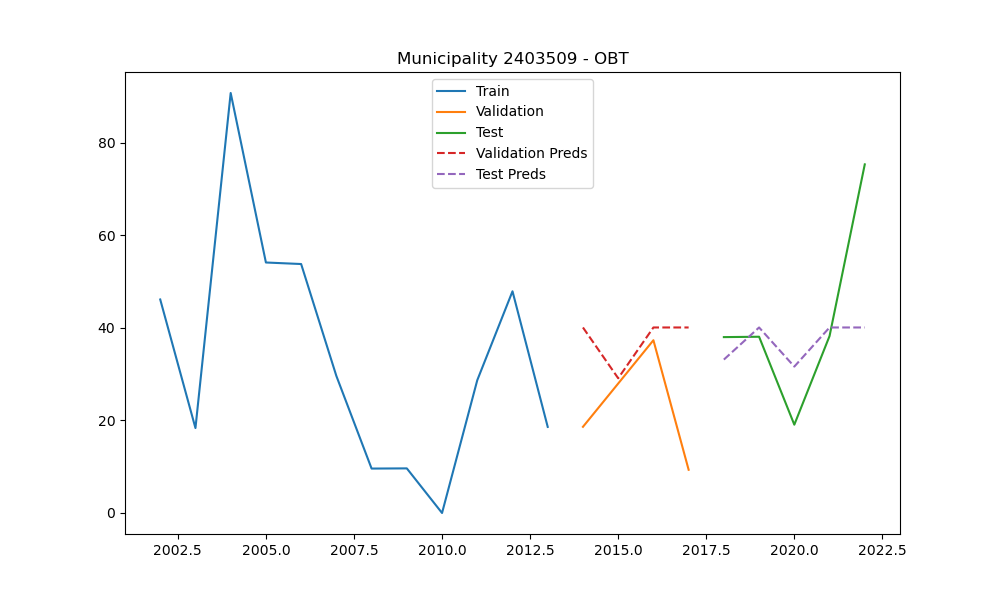 Municipality 2403509 - OBT
Train
Validation
Test
Validation Preds
Test Preds
80
60
40
20
0
2002.5 2005.0 2007.5 2010.0 2012.5 2015.0 2017.5 2020.0 2022.5